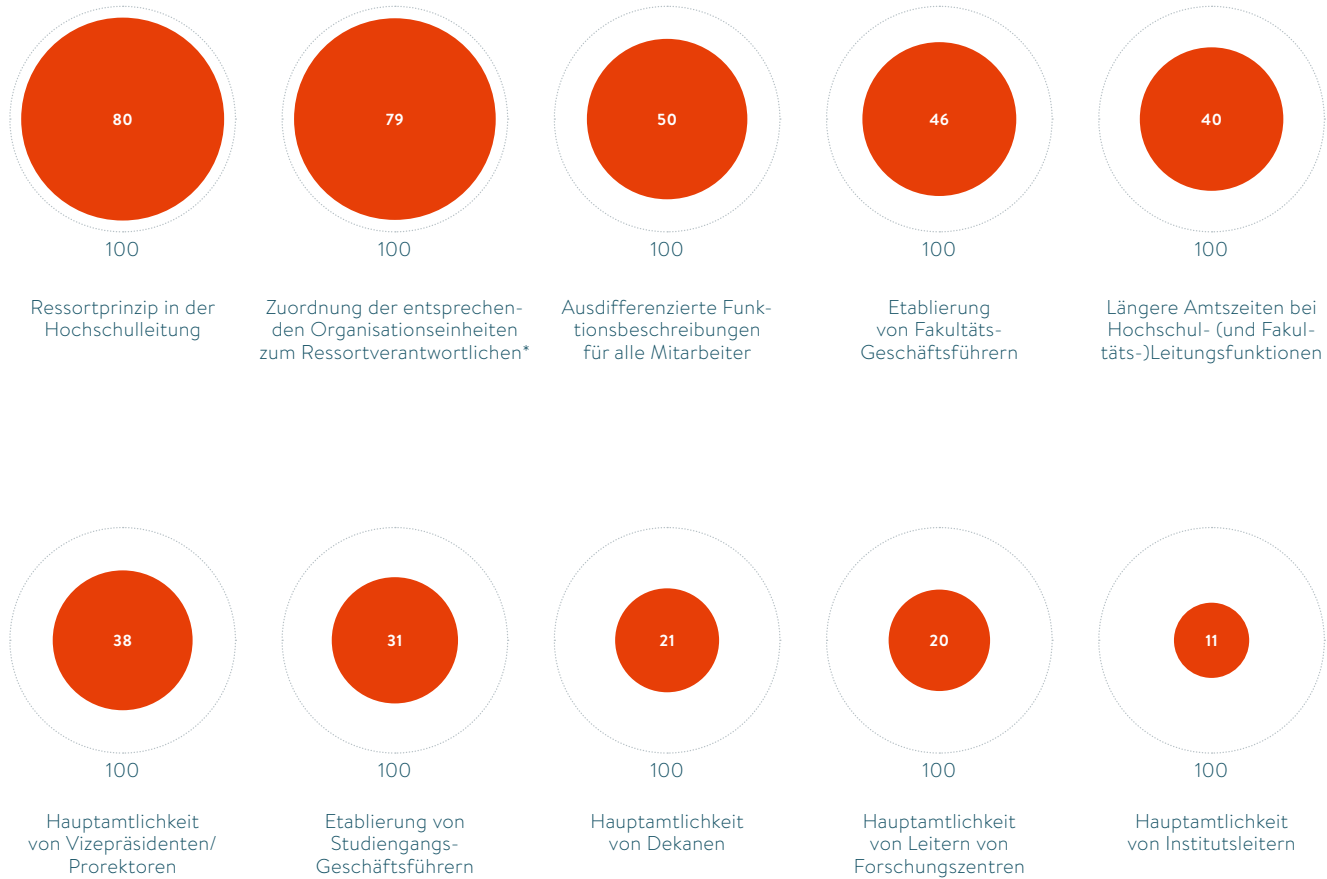 80
100
Ressortprinzip in der
Hochschulleitung
79
100
Zuordnung der entsprechen-
den Organisationseinheiten
zum Ressortverantwortlichen*
50
100
Ausdifferenzierte Funk-
tionsbeschreibungen
für alle Mitarbeiter
46
100
Etablierung
von Fakultäts-
Geschäftsführern
40
100
Längere Amtszeiten bei
Hochschul- (und Fakul-
täts-)Leitungsfunktionen
38
100
Hauptamtlichkeit
von Vizepräsidenten/
Prorektoren
31
100
Etablierung von
Studiengangs-
Geschäftsführern
21
100
Hauptamtlichkeit
von Dekanen
20
100
Hauptamtlichkeit
von Leitern von
Forschungszentren
11
100
Hauptamtlichkeit
von Institutsleitern